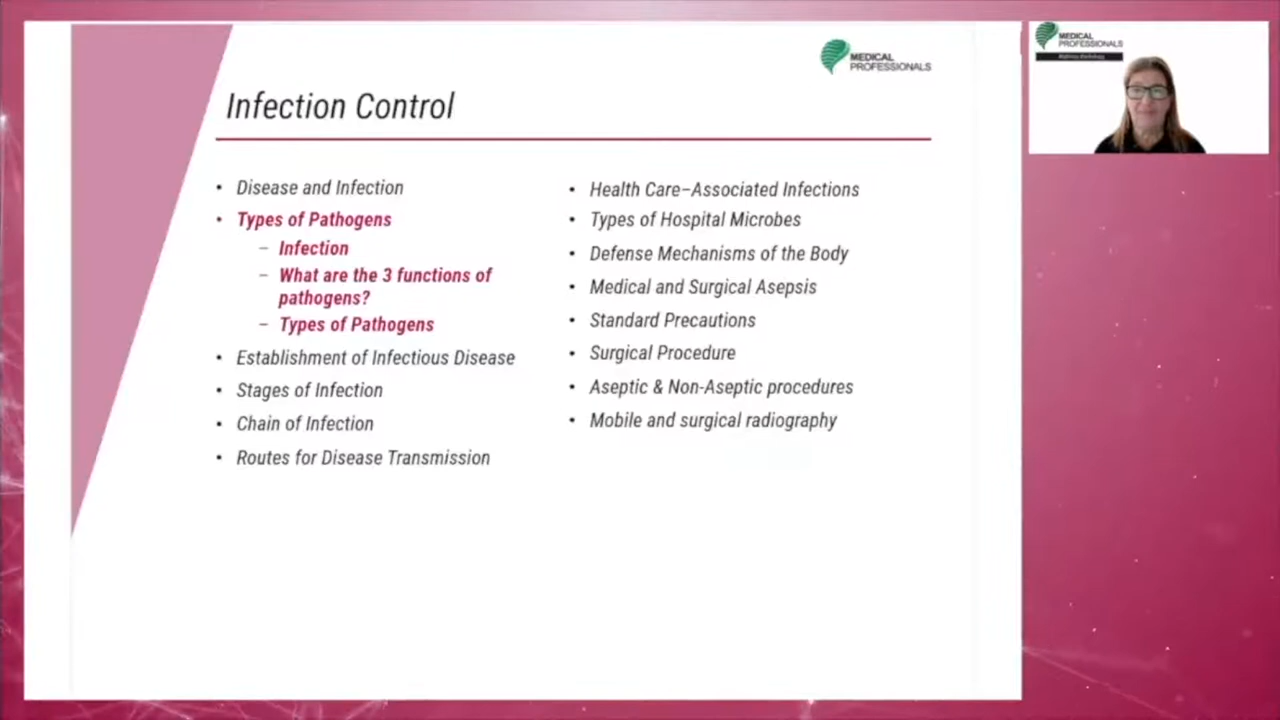 MEDICAL
PROFESSIONALS
Infection Control
• Disease and Infection
• Types of Pathogens
– Infection
– What are the 3 functions of
pathogens?
– Types of Pathogens
• Establishment of Infectious Disease
• Stages of Infection
• Chain of Infection
• Routes for Disease Transmission
• Health Care–Associated Infections
• Types of Hospital Microbes
• Defense Mechanisms of the Body
• Medical and Surgical Asepsis
• Standard Precautions
• Surgical Procedure
• Aseptic & Non-Aseptic procedures
• Mobile and surgical radiography
MEDICAL
PROFESSIONALS